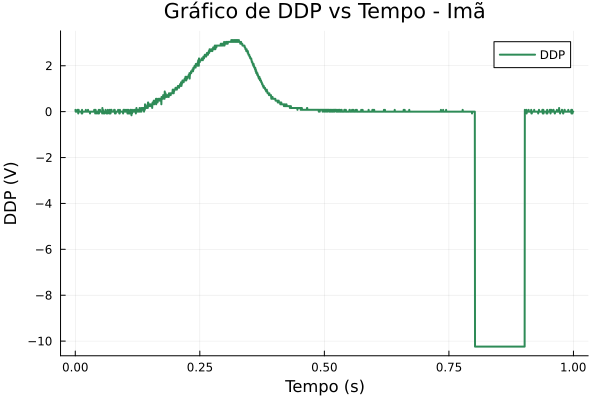 Gráfico de DDP vs Tempo - Imã
DDP
2
0
−2
−4
−6
−8
−10
DDP (V)
0.00 0.25 0.50 0.75 1.00
Tempo (s)